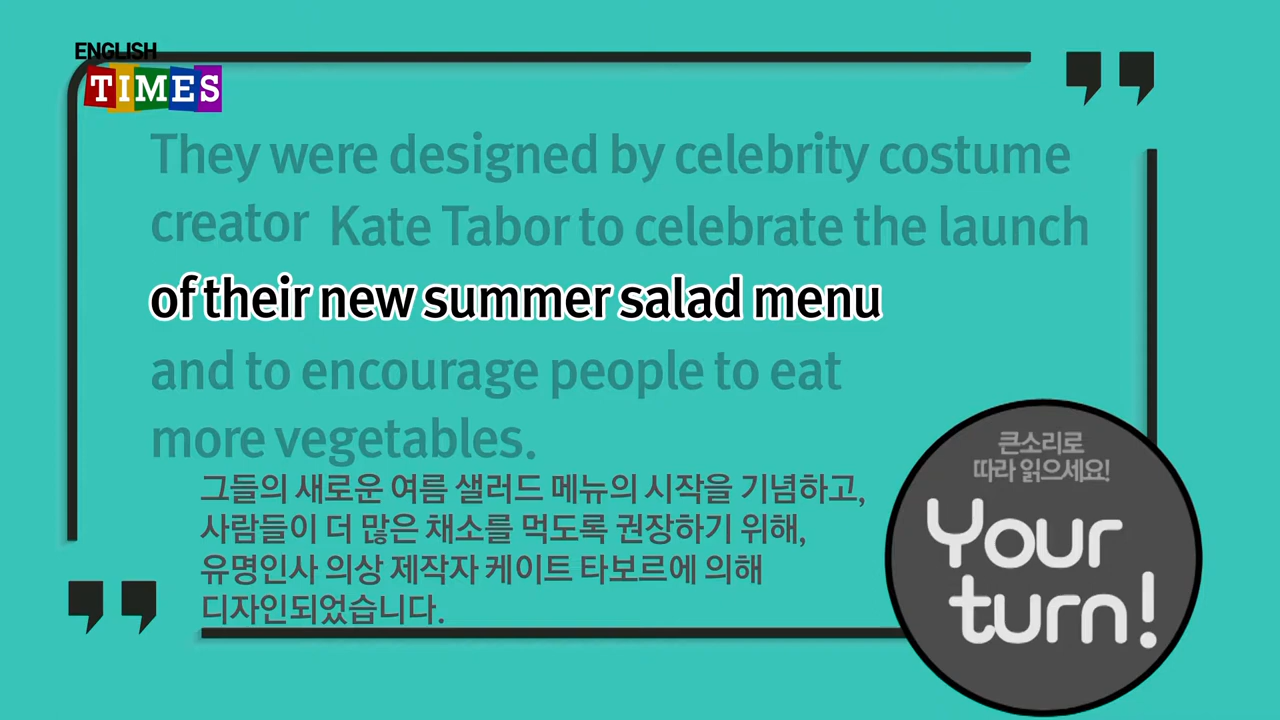 ENGLISH
TIMES
They were designed by celebrity costume
creator Kate Tabor to celebrate the launch
of their new summer salad menu
and to encourage people to eat
more vegetables.
그들의 새로운 여름 샐러드 메뉴의 시작을 기념하고,
사람들이 더 많은 채소를 먹도록 권장하기 위해,
유명인사 의상 제작자 케이트 타보르에 의해
디자인되었습니다.
큰소리로
따라 읽으세요!
Your
turn!